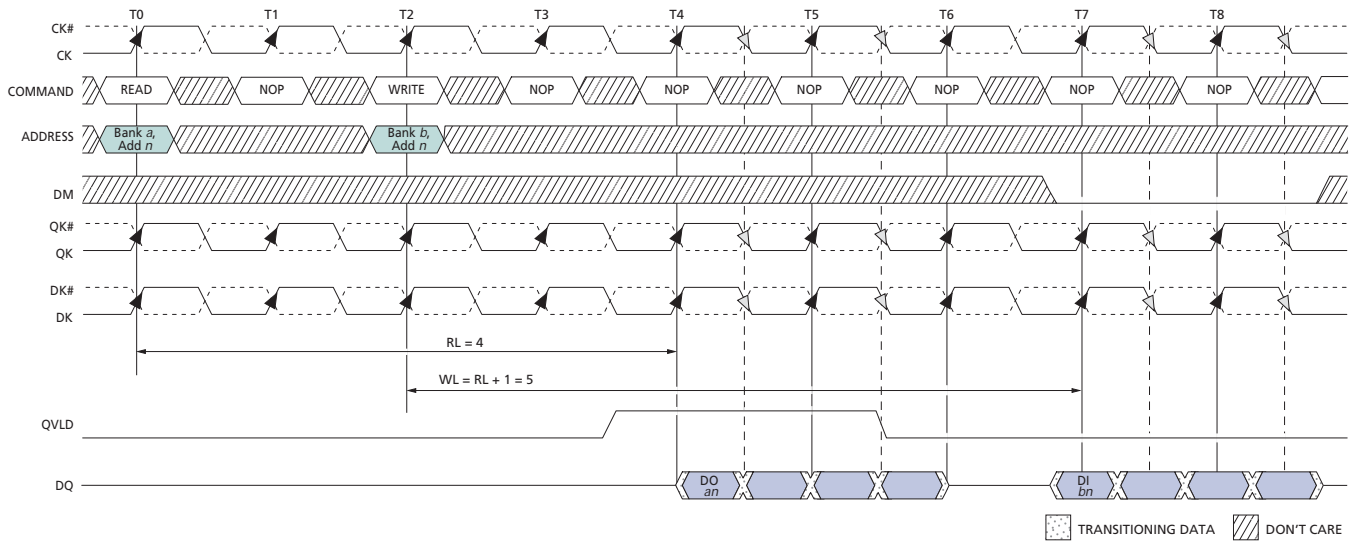 T0 T1 T2 T3 T4 T5 T6 T7 T8
CK#
CK
COMMAND READ NOP WRITE NOP NOP NOP NOP NOP NOP
ADDRESS Bank a, Add n Bank b, Add n
DM
QK#
QK
DK#
DK
RL = 4
WL = RL + 1 = 5
QVLD
DQ DO an DI bn
TRANSITIONING DATA DON'T CARE